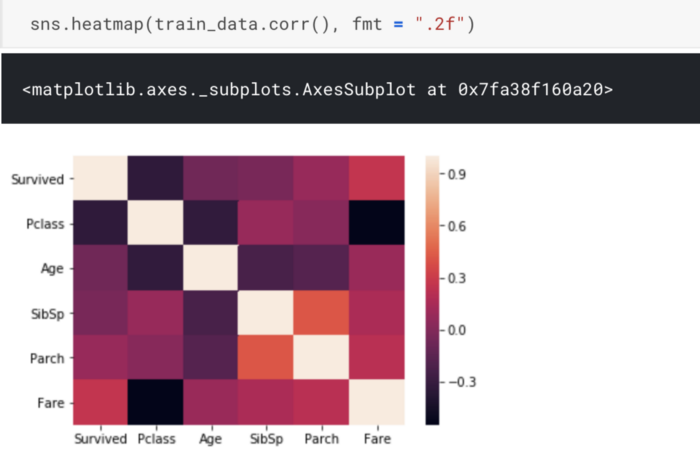 sns.heatmap(train_data.corr(), fmt = ".2f")
<matplotlib.axes._subplots.AxesSubplot at 0x7fa38f160a20>
Survived
Pclass
Age
SibSp
Parch
Fare
Survived Pclass Age SibSp Parch Fare
0.9
0.6
0.3
0.0
−0.3